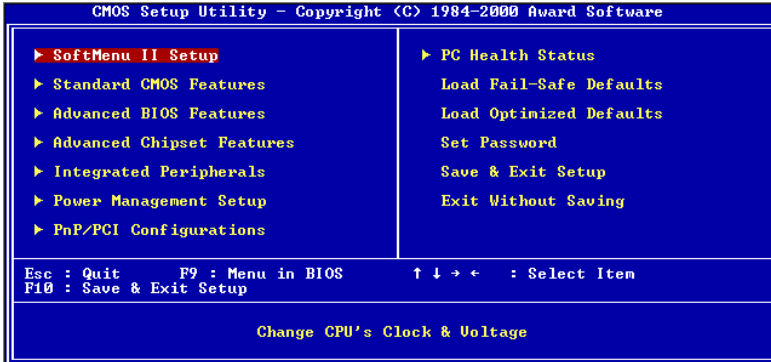 CMOS Setup Utility - Copyright (C) 1984-2000 Award Software
► SoftMenu II Setup
► Standard CMOS Features
► Advanced BIOS Features
► Advanced Chipset Features
► Integrated Peripherals
► Power Management Setup
► PnP/PCI Configurations
► PC Health Status
Load Fail-Safe Defaults
Load Optimized Defaults
Set Password
Save & Exit Setup
Exit Without Saving
Esc : Quit F9 : Menu in BIOS ↑ ↓ → ← : Select Item
F10 : Save & Exit Setup
Change CPU's Clock & Voltage